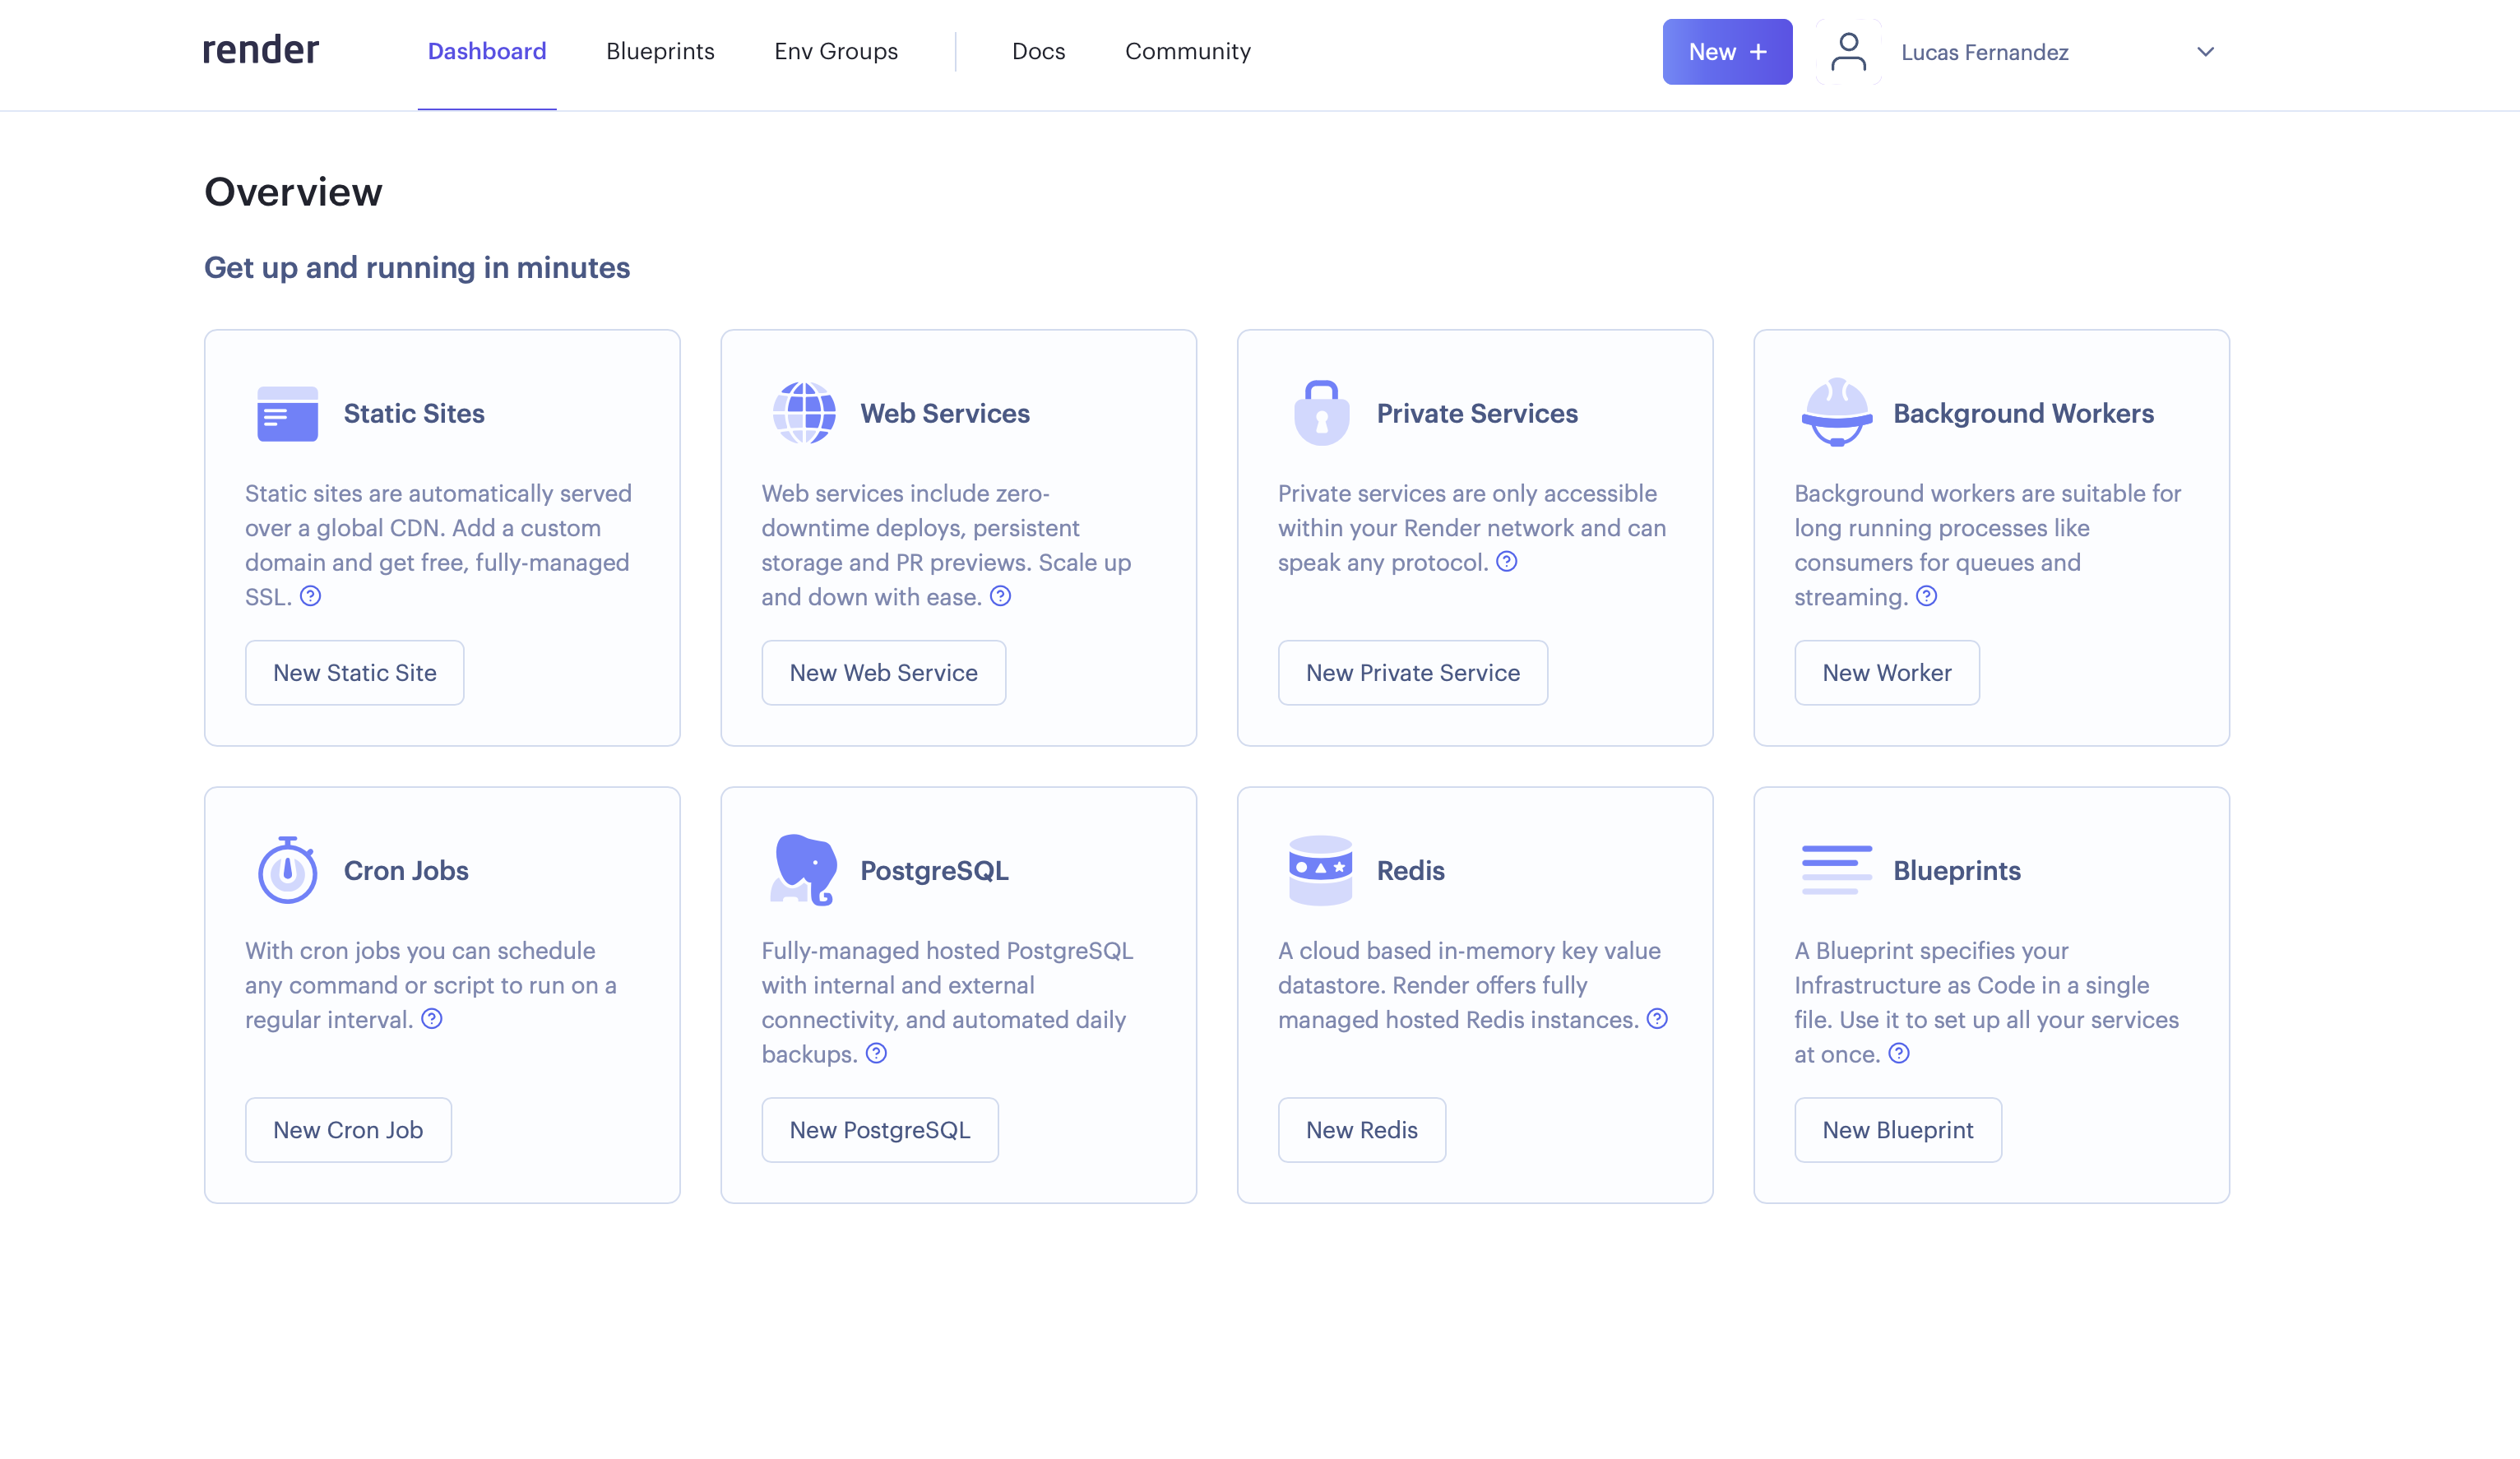 render
Dashboard
Blueprints
Env Groups
Docs
Community
New +
Lucas Fernandez
Overview
Get up and running in minutes
Static Sites
Static sites are automatically served
over a global CDN. Add a custom
domain and get free, fully-managed
SSL.
New Static Site
Web Services
Web services include zero-
downtime deploys, persistent
storage and PR previews. Scale up
and down with ease.
New Web Service
Private Services
Private services are only accessible
within your Render network and can
speak any protocol.
New Private Service
Background Workers
Background workers are suitable for
long running processes like
consumers for queues and
streaming.
New Worker
Cron Jobs
With cron jobs you can schedule
any command or script to run on a
regular interval.
New Cron Job
PostgreSQL
Fully-managed hosted PostgreSQL
with internal and external
connectivity, and automated daily
backups.
New PostgreSQL
Redis
A cloud based in-memory key value
datastore. Render offers fully
managed hosted Redis instances.
New Redis
Blueprints
A Blueprint specifies your
Infrastructure as Code in a single
file. Use it to set up all your services
at once.
New Blueprint